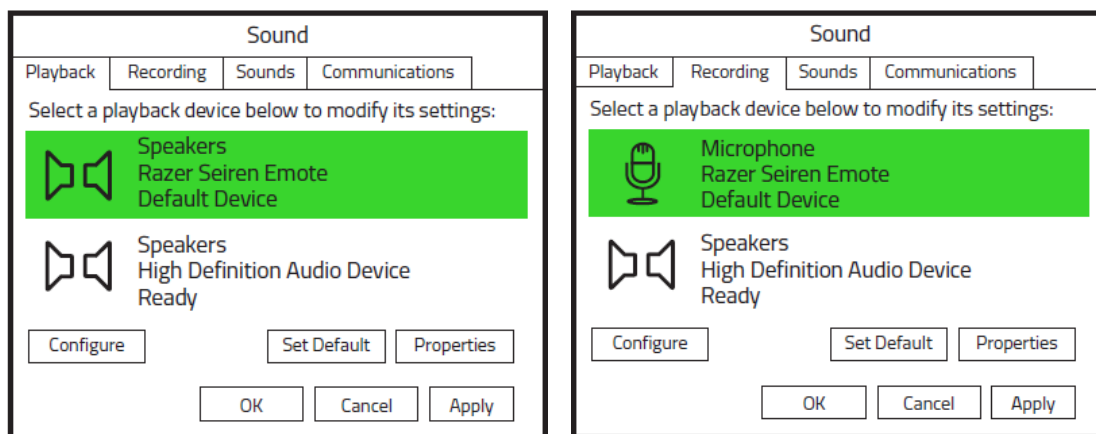 Sound
Playback Recording Sounds Communications
Select a playback device below to modify its settings:
Speakers
Razer Seiren Emote
Default Device
Speakers
High Definition Audio Device
Ready
Configure Set Default Properties
OK Cancel Apply
Sound
Playback Recording Sounds Communications
Select a playback device below to modify its settings:
Microphone
Razer Seiren Emote
Default Device
Speakers
High Definition Audio Device
Ready
Configure Set Default Properties
OK Cancel Apply